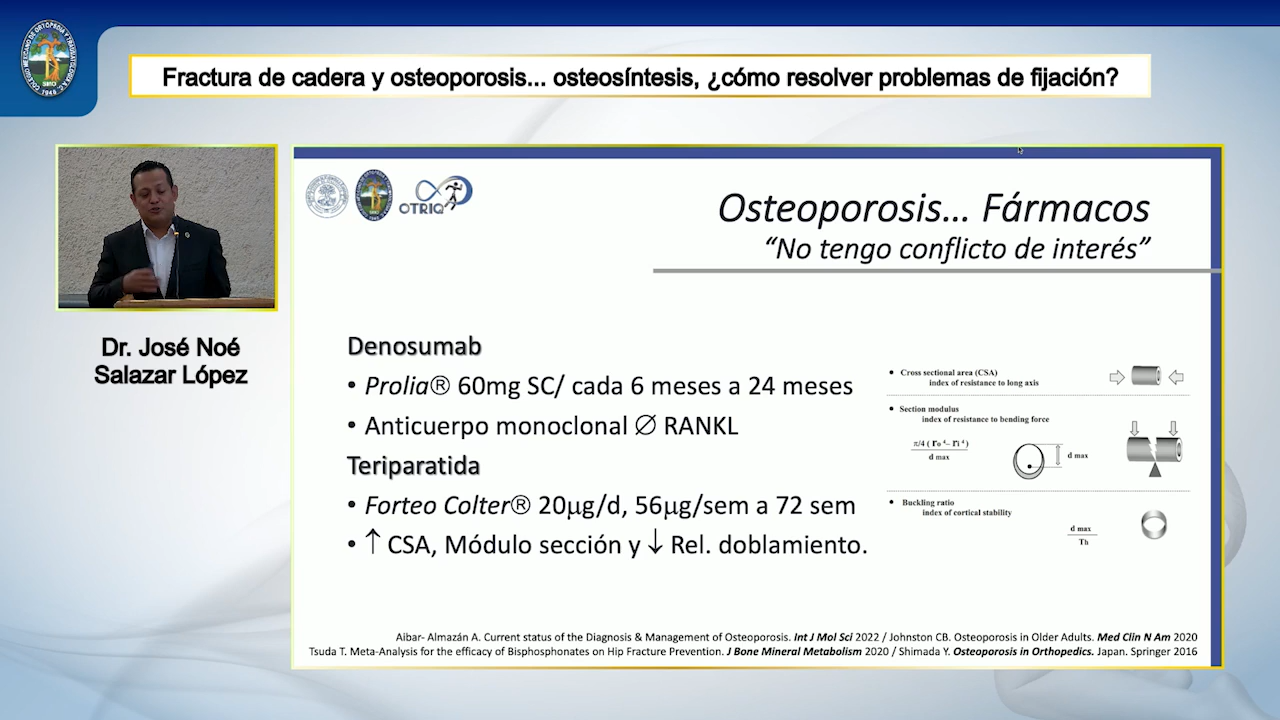 Fractura de cadera y osteoporosis... osteosíntesis, ¿cómo resolver problemas de fijación?
Dr. José Noé
Salazar López
OTRIQ
Osteoporosis... Fármacos
“No tengo conflicto de interés”
Denosumab
• Prolia® 60mg SC/ cada 6 meses a 24 meses
• Anticuerpo monoclonal ∅ RANKL
Teriparatida
• Forteo Colter® 20μg/d, 56μg/sem a 72 sem
• ↑ CSA, Módulo sección y ↓ Rel. doblamiento.
• Cross sectional area (CSA)
index of resistance to long axis
• Section modulus
index of resistance to bending force
π/4 ( ro ⁴– ri ⁴)
d max
d max
• Buckling ratio
index of cortical stability
d max
Th
Aibar- Almazán A. Current status of the Diagnosis & Management of Osteoporosis. Int J Mol Sci 2022 / Johnston CB. Osteoporosis in Older Adults. Med Clin N Am 2020
Tsuda T. Meta-Analysis for the efficacy of Bisphosphonates on Hip Fracture Prevention. J Bone Mineral Metabolism 2020 / Shimada Y. Osteoporosis in Orthopedics. Japan. Springer 2016